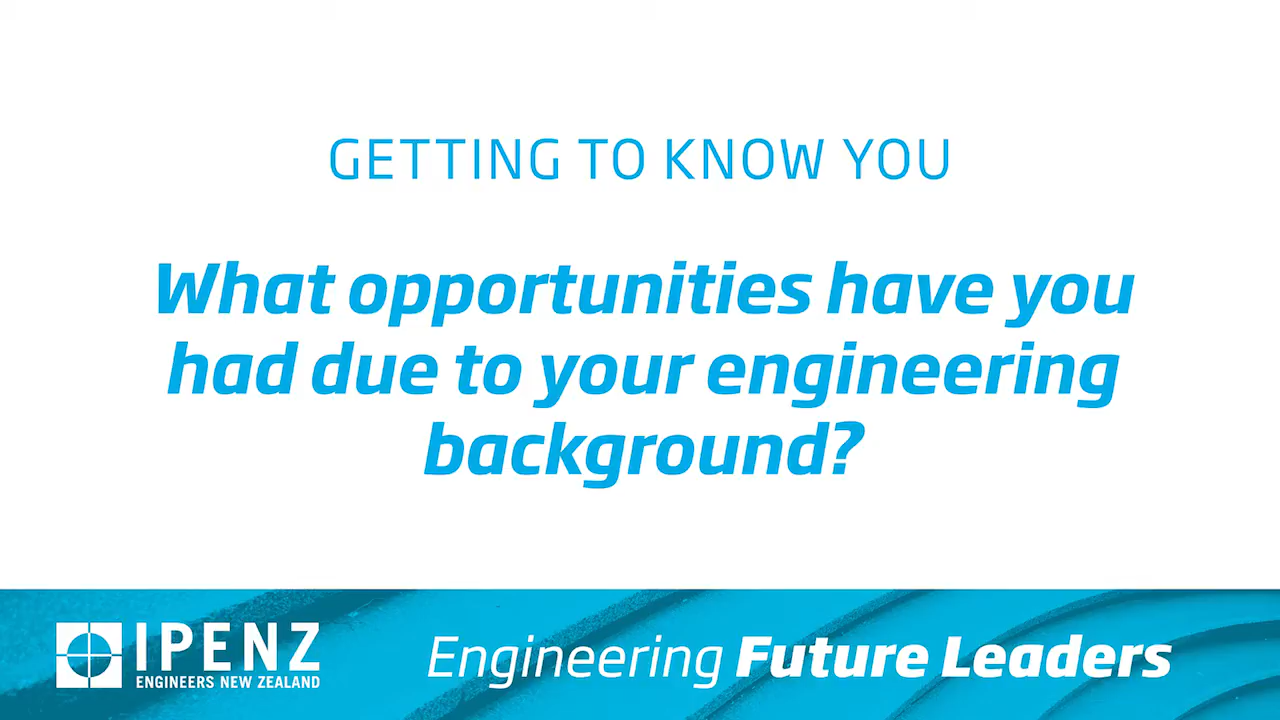 GETTING TO KNOW YOU
What opportunities have you
had due to your engineering
background?
IPENZ
ENGINEERS NEW ZEALAND
Engineering Future Leaders